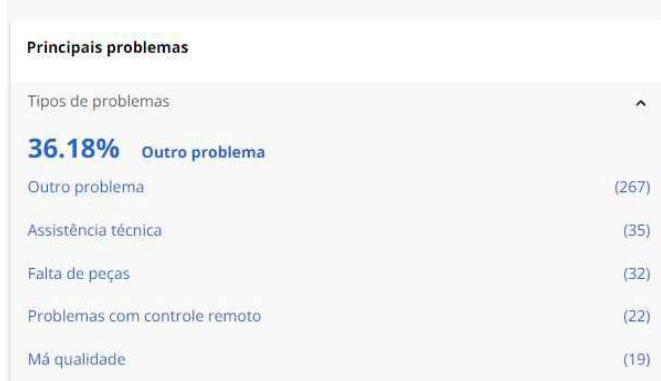 Principais problemas
Tipos de problemas
36.18% Outro problema
Outro problema (267)
Assistência técnica (35)
Falta de peças (32)
Problemas com controle remoto (22)
Má qualidade (19)